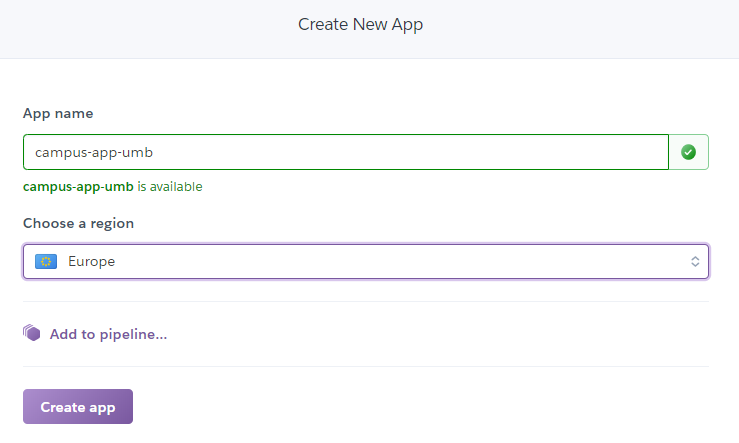 Create New App
App name
campus-app-umb
campus-app-umb is available
Choose a region
Europe
Add to pipeline...
Create app